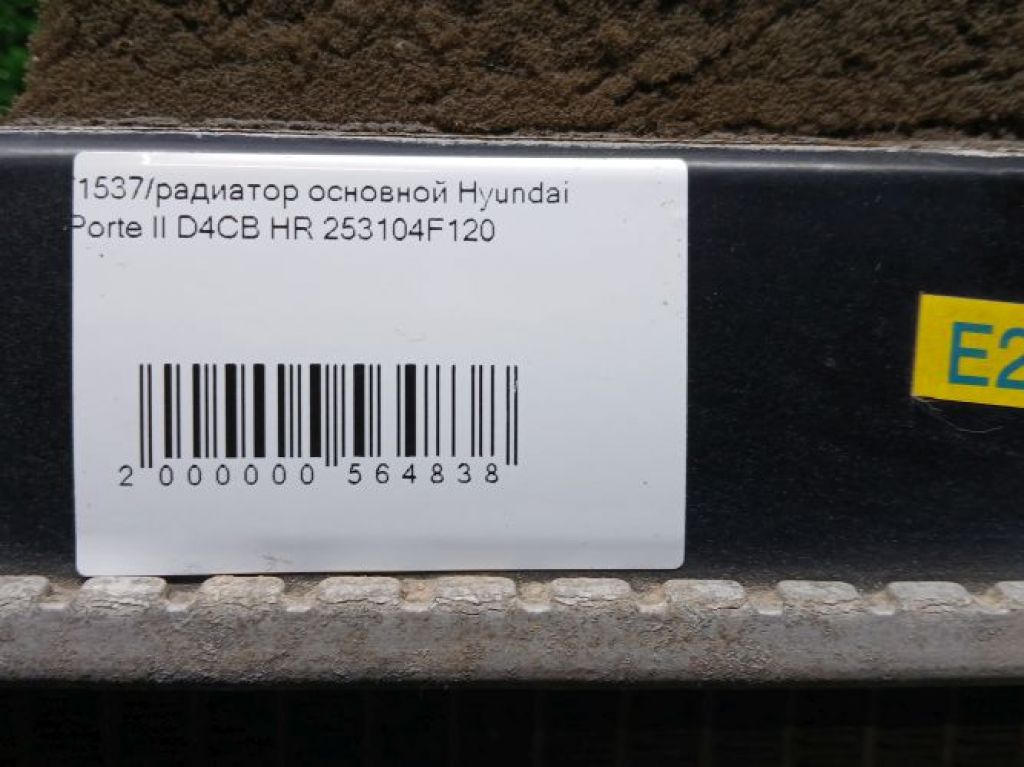 1537/радиатор основной Hyundai
Porte II D4CB HR 253104F120
E2
2 000000 564838